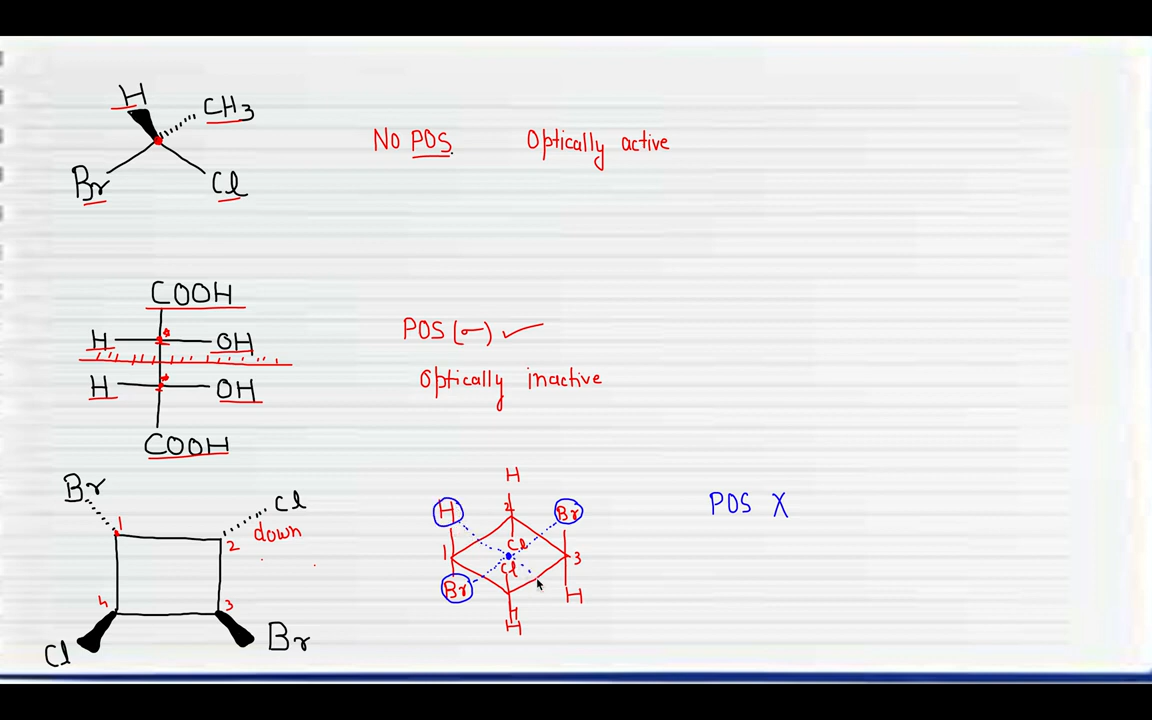 H
CH3
No POS. Optically active
Br
Cl
COOH
H OH
POS (σ) ✓
H OH
Optically inactive
COOH
Br
Cl
1
2
down
4
3
Cl
Br
H
H 2 Br
Cl
1 3
Cl
Br H
H
H
POS X